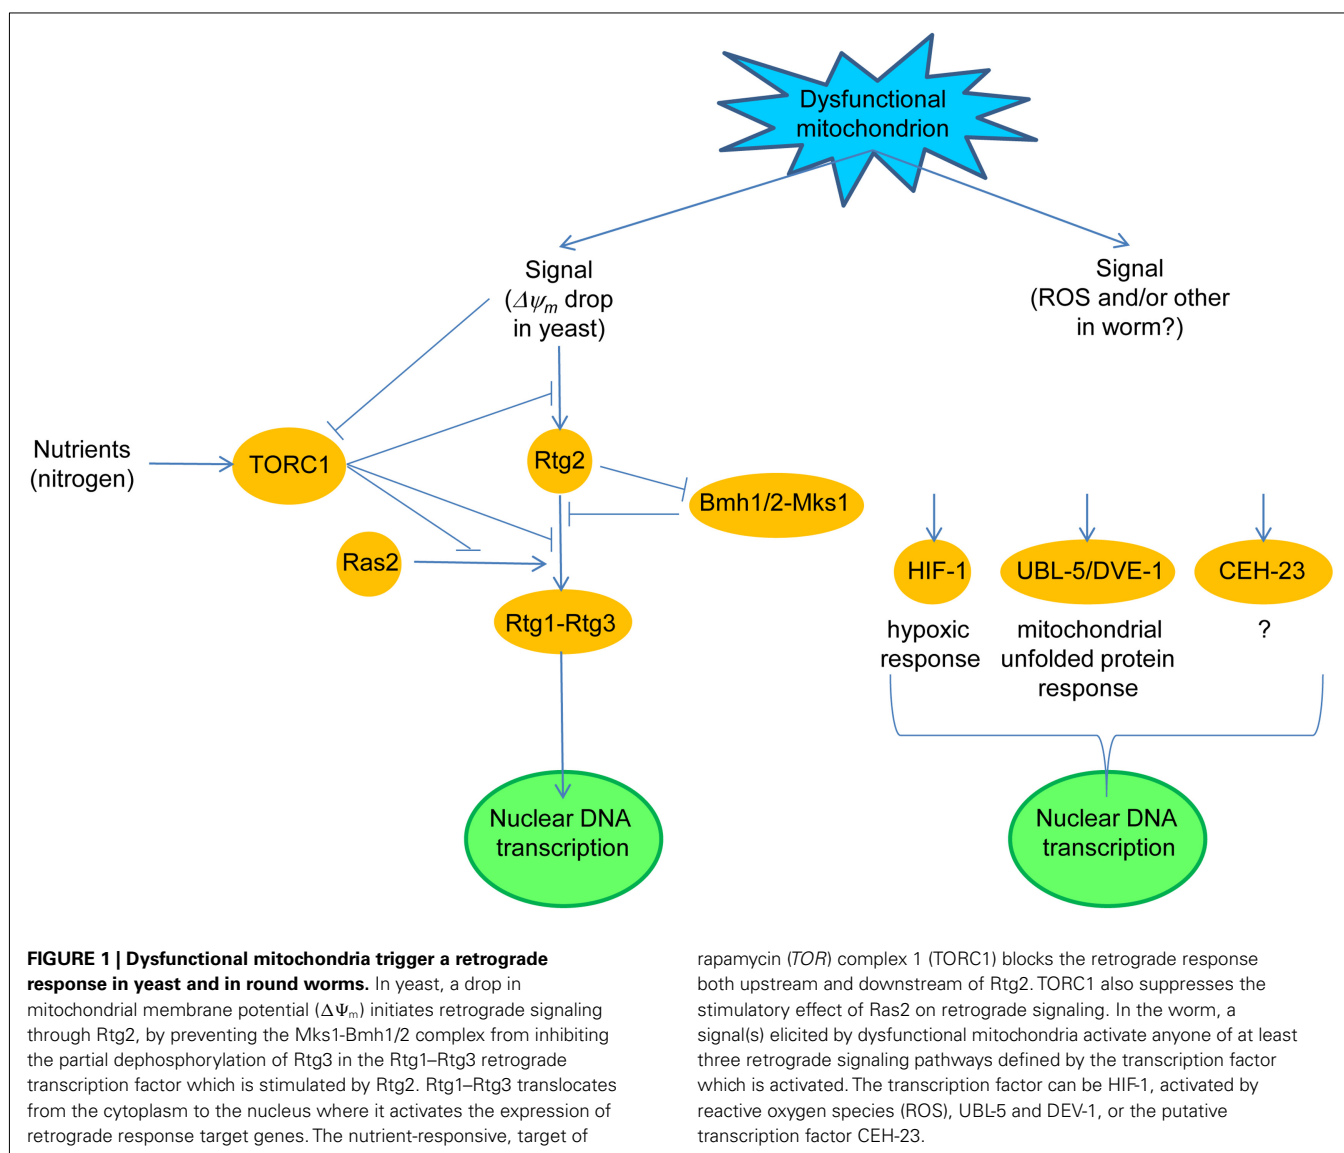 Dysfunctional
mitochondrion
Signal
(Δψm drop
in yeast)
Signal
(ROS and/or other
in worm?)
Nutrients
(nitrogen)
TORC1
Rtg2
Bmh1/2-Mks1
Ras2
Rtg1-Rtg3
HIF-1
UBL-5/DVE-1
CEH-23
hypoxic
response
mitochondrial
unfolded protein
response
?
Nuclear DNA
transcription
Nuclear DNA
transcription
FIGURE 1 | Dysfunctional mitochondria trigger a retrograde
response in yeast and in round worms. In yeast, a drop in
mitochondrial membrane potential (ΔΨm) initiates retrograde signaling
through Rtg2, by preventing the Mks1-Bmh1/2 complex from inhibiting
the partial dephosphorylation of Rtg3 in the Rtg1–Rtg3 retrograde
transcription factor which is stimulated by Rtg2. Rtg1–Rtg3 translocates
from the cytoplasm to the nucleus where it activates the expression of
retrograde response target genes. The nutrient-responsive, target of
rapamycin (TOR) complex 1 (TORC1) blocks the retrograde response
both upstream and downstream of Rtg2. TORC1 also suppresses the
stimulatory effect of Ras2 on retrograde signaling. In the worm, a
signal(s) elicited by dysfunctional mitochondria activate anyone of at least
three retrograde signaling pathways defined by the transcription factor
which is activated. The transcription factor can be HIF-1, activated by
reactive oxygen species (ROS), UBL-5 and DEV-1, or the putative
transcription factor CEH-23.